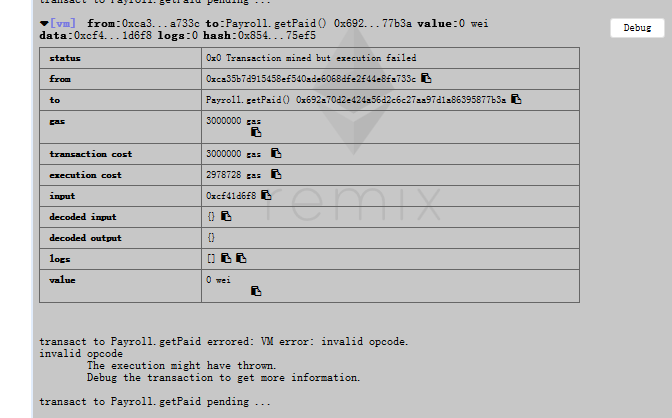 transact to Payroll.getPaid pending ...
[vm] from:0xca3...a733c to:Payroll.getPaid() 0x692...77b3a value:0 wei
data:0xcf4...1d6f8 logs:0 hash:0x854...75ef5
Debug
status 0x0 Transaction mined but execution failed
from 0xca35b7d915458ef540ade6068dfe2f44e8fa733c
to Payroll.getPaid() 0x692a70d2e424a56d2c6c27aa97d1a86395877b3a
gas 3000000 gas
transaction cost 3000000 gas
execution cost 2978728 gas
input 0xcf41d6f8
decoded input {}
decoded output {}
logs []
value 0 wei
remix
transact to Payroll.getPaid errored: VM error: invalid opcode.
invalid opcode
The execution might have thrown.
Debug the transaction to get more information.
transact to Payroll.getPaid pending ...